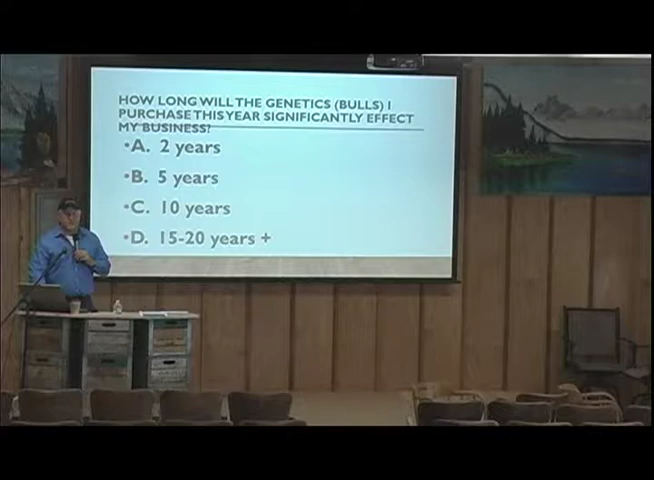 HOW LONG WILL THE GENETICS (BULLS) I
PURCHASE THIS YEAR SIGNIFICANTLY EFFECT
MY BUSINESS?
•A. 2 years
•B. 5 years
•C. 10 years
•D. 15-20 years +